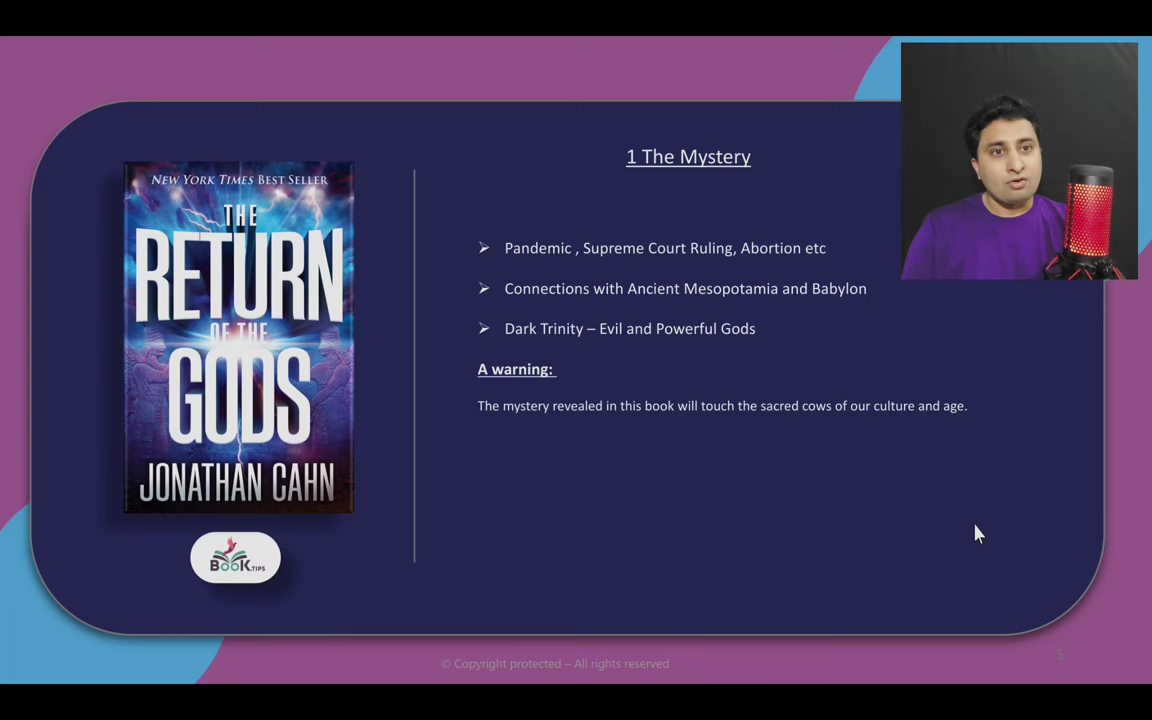 1 The Mystery
NEW YORK TIMES BEST SELLER
THE
RETURN
OF THE
GODS
JONATHAN CAHN
BOOK.TIPS
➢ Pandemic , Supreme Court Ruling, Abortion etc
➢ Connections with Ancient Mesopotamia and Babylon
➢ Dark Trinity – Evil and Powerful Gods
A warning:
The mystery revealed in this book will touch the sacred cows of our culture and age.
© Copyright protected – All rights reserved
5